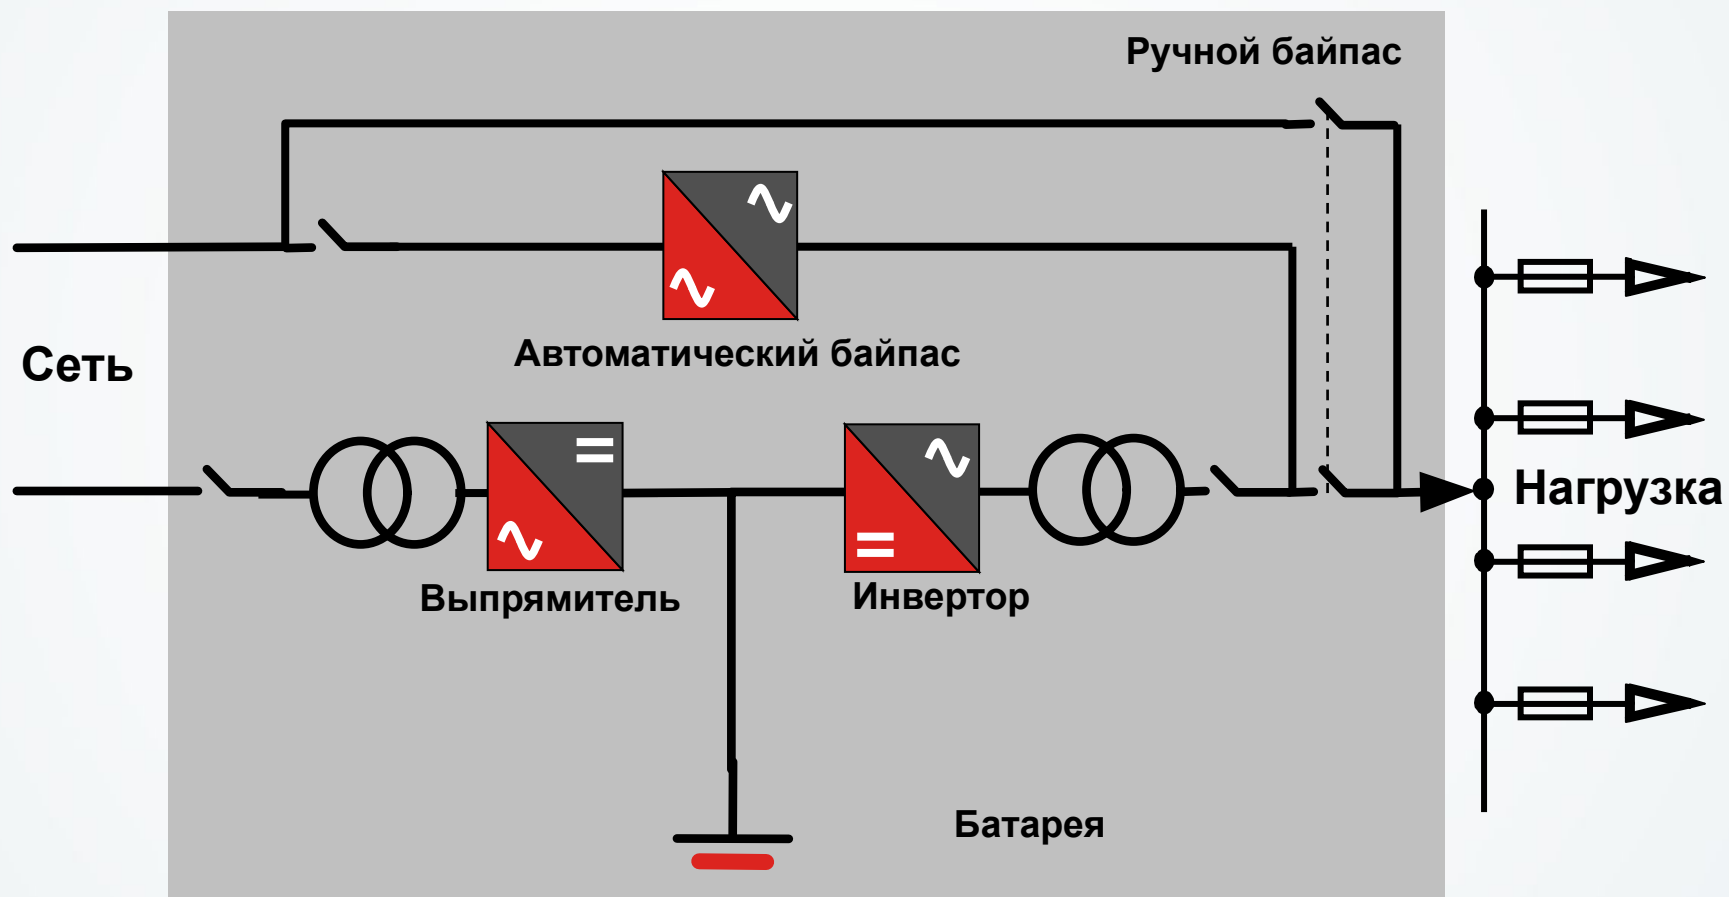 Ручной байпас
Автоматический байпас
Сеть
Нагрузка
Выпрямитель
Инвертор
Батарея